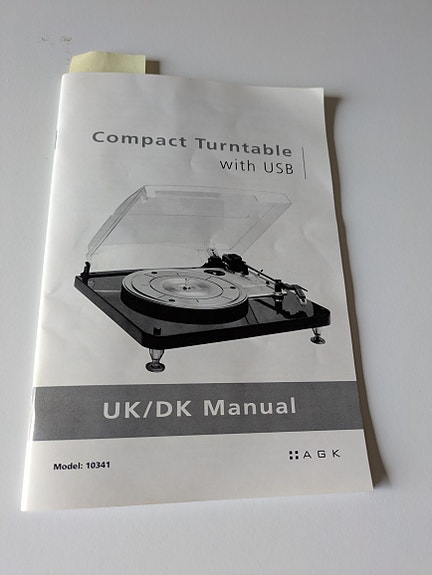 Compact Turntable
with USB
UK/DK Manual
Model: 10341
AGK